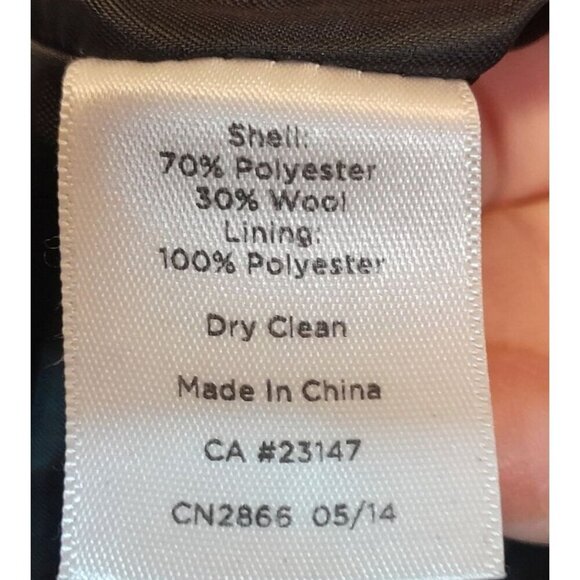 Shell:
70% Polyester
30% Wool
Lining:
100% Polyester
Dry Clean
Made In China
CA #23147
CN2866 05/14